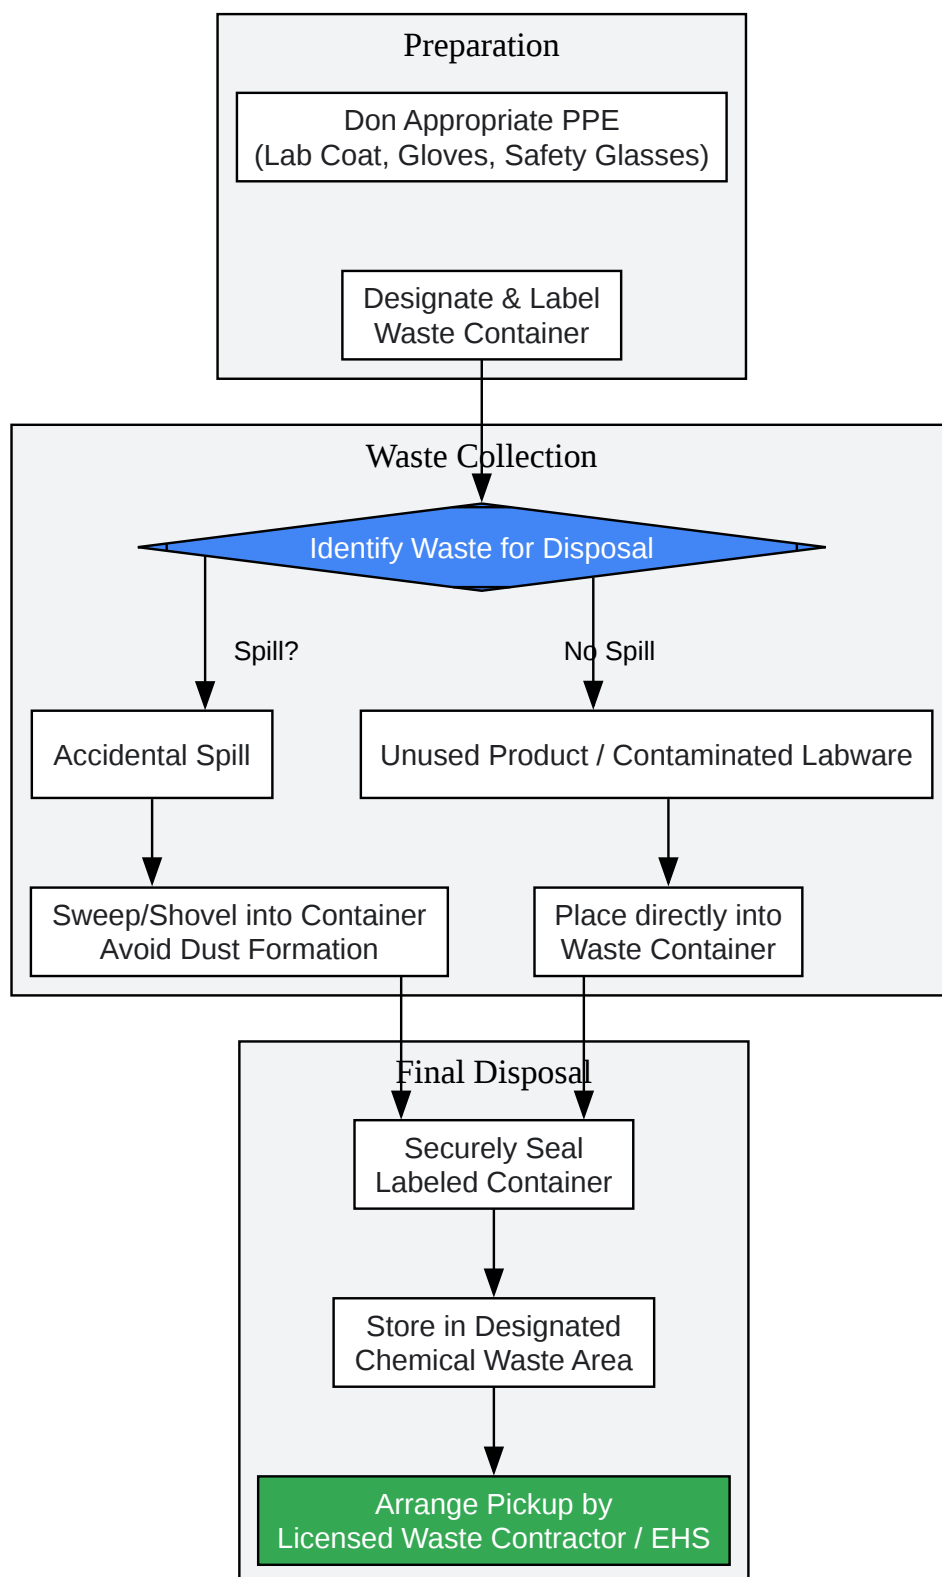 Preparation
Don Appropriate PPE
(Lab Coat, Gloves, Safety Glasses)
Designate & Label
Waste Container
Waste Collection
Identify Waste for Disposal
Spill?
No Spill
Accidental Spill
Unused Product / Contaminated Labware
Sweep/Shovel into Container
Avoid Dust Formation
Place directly into
Waste Container
Final Disposal
Securely Seal
Labeled Container
Store in Designated
Chemical Waste Area
Arrange Pickup by
Licensed Waste Contractor / EHS